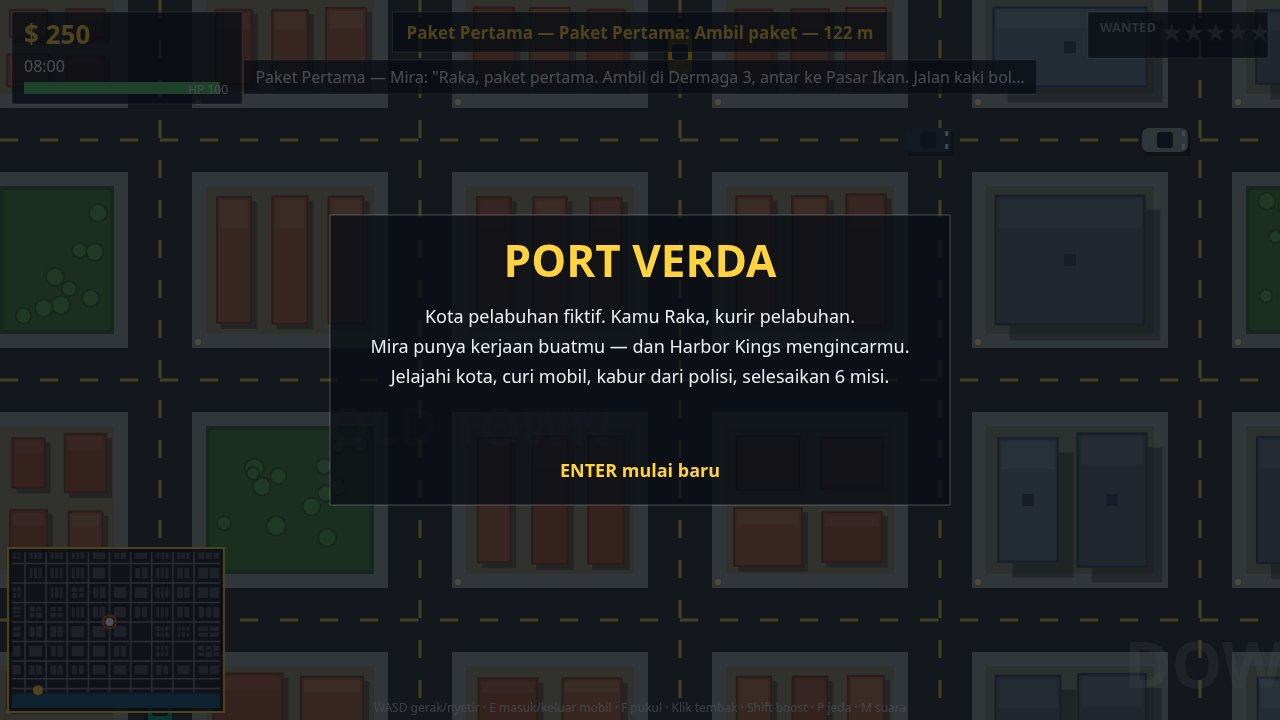 $ 250
08:00
HP 100
Paket Pertama — Paket Pertama: Ambil paket — 122 m
WANTED
Paket Pertama — Mira: "Raka, paket pertama. Ambil di Dermaga 3, antar ke Pasar Ikan. Jalan kaki bol...
PORT VERDA
Kota pelabuhan fiktif. Kamu Raka, kurir pelabuhan.
Mira punya kerjaan buatmu — dan Harbor Kings mengincarmu.
Jelajahi kota, curi mobil, kabur dari polisi, selesaikan 6 misi.
OLD TOWN
ENTER mulai baru
DOW
WASD gerak/nyetir · E masuk/keluar mobil · F pukul · Klik tembak · Shift boost · P jeda · M suara